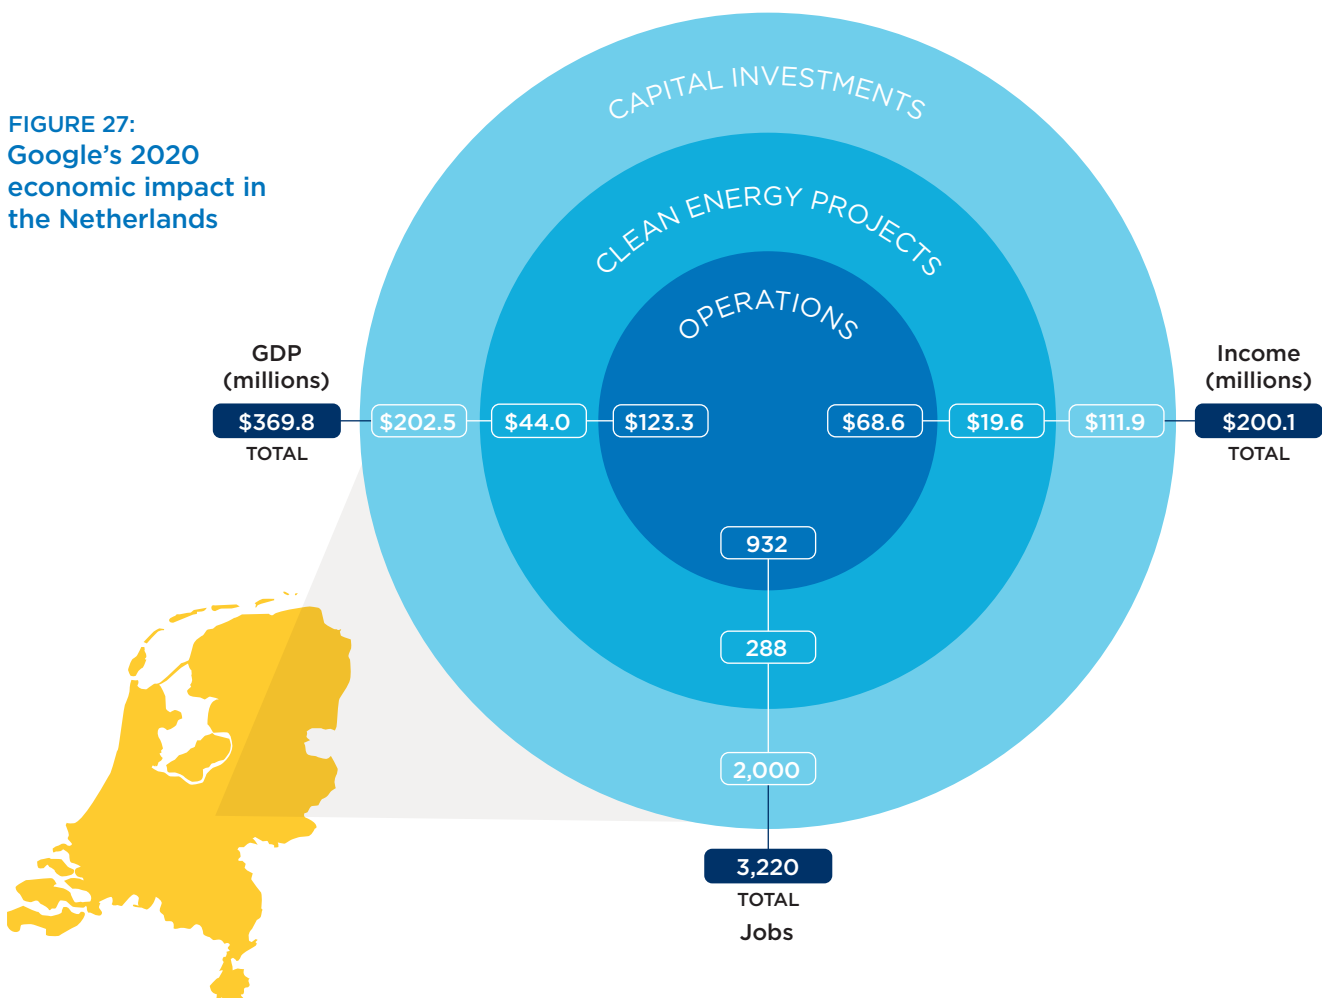 FIGURE 27:
Google’s 2020
economic impact in
the Netherlands
CAPITAL INVESTMENTS
CLEAN ENERGY PROJECTS
OPERATIONS
GDP
(millions)
$369.8
TOTAL
$202.5
$44.0
$123.3
$68.6
$19.6
$111.9
Income
(millions)
$200.1
TOTAL
932
288
2,000
3,220
TOTAL
Jobs